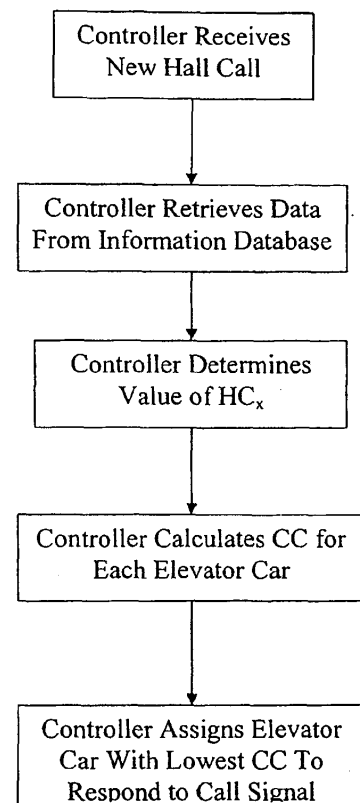 Controller Receives
New Hall Call
Controller Retrieves Data
From Information Database
Controller Determines
Value of HCₓ
Controller Calculates CC for
Each Elevator Car
Controller Assigns Elevator
Car With Lowest CC To
Respond to Call Signal